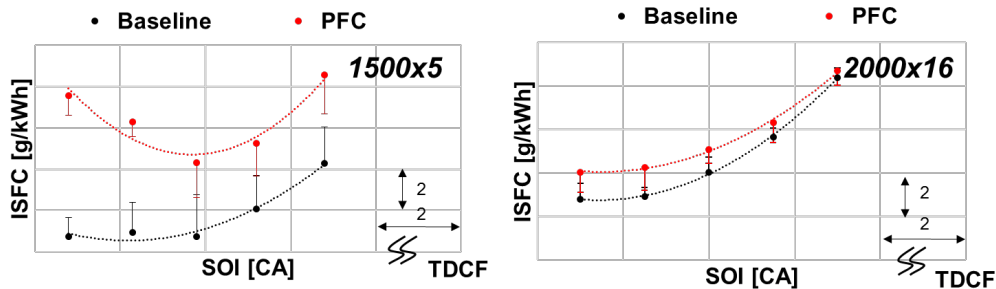 Baseline PFC
1500x5
ISFC [g/kWh]
2
2
SOI [CA]
TDCF
Baseline PFC
2000x16
ISFC [g/kWh]
2
2
SOI [CA]
TDCF